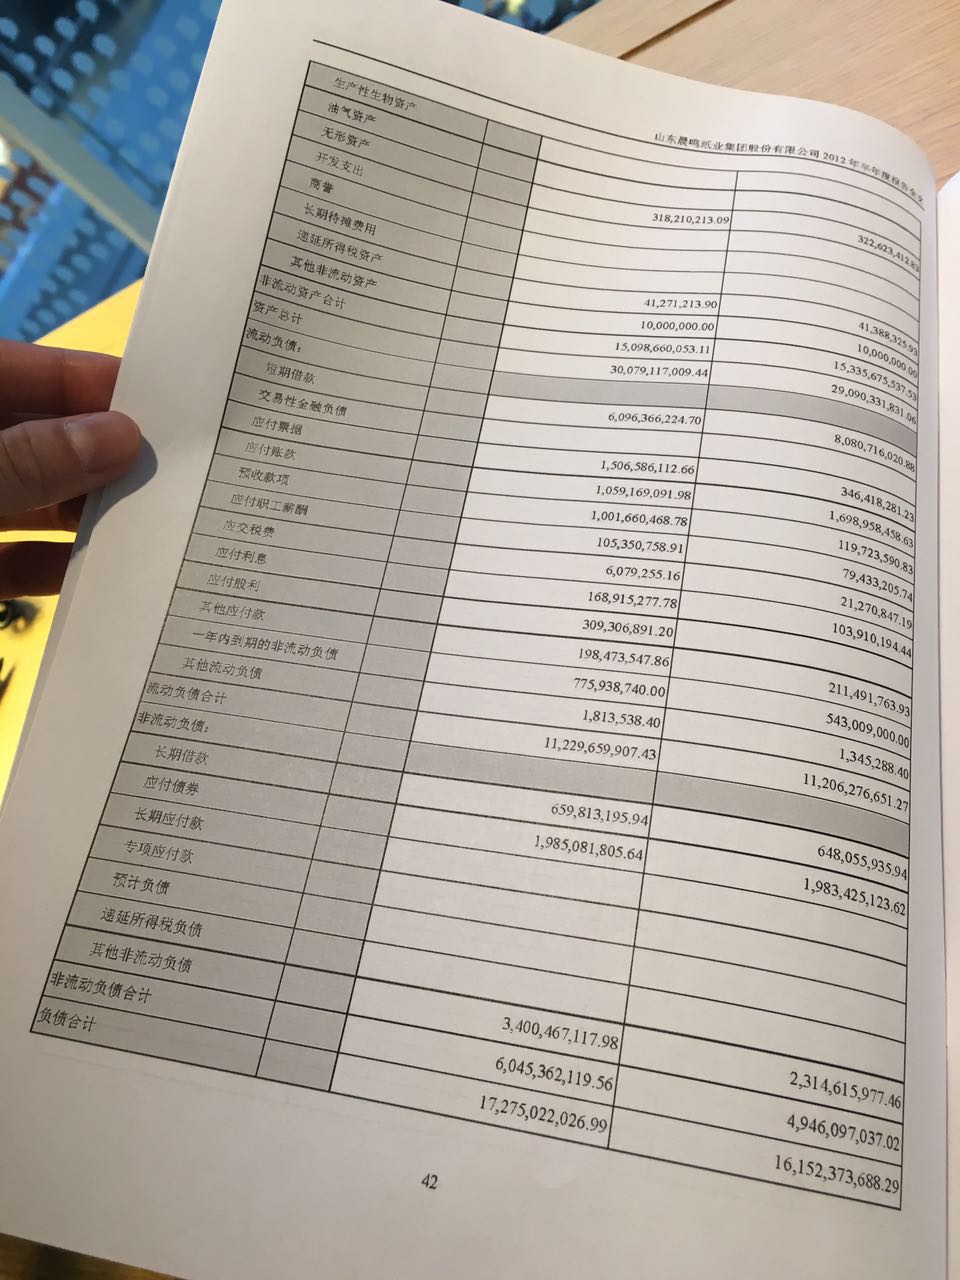 山东晨鸣纸业集团股份有限公司 2012 年半年度报告全文
生产性生物资产
油气资产
无形资产 318,210,213.09 322,623,412.83
开发支出
商誉
长期待摊费用
递延所得税资产 41,271,213.90 41,388,325.93
其他非流动资产 10,000,000.00 10,000,000.00
非流动资产合计 15,098,660,053.11 15,335,675,537.53
资产总计 30,079,117,009.44 29,090,331,831.06
流动负债：
短期借款 6,096,366,224.70 8,080,716,020.88
交易性金融负债
应付票据 1,506,586,112.66 346,418,281.23
应付账款 1,059,169,091.98 1,698,958,458.63
预收款项 1,001,660,468.78 119,723,590.83
应付职工薪酬 105,350,758.91 79,433,205.74
应交税费 6,079,255.16 21,270,847.19
应付利息 168,915,277.78 103,910,194.44
应付股利 309,306,891.20
其他应付款 198,473,547.86 211,491,763.93
一年内到期的非流动负债 775,938,740.00 543,009,000.00
其他流动负债 1,813,538.40 1,345,288.40
流动负债合计 11,229,659,907.43 11,206,276,651.27
非流动负债：
长期借款 659,813,195.94 648,055,935.94
应付债券 1,985,081,805.64 1,983,425,123.62
长期应付款
专项应付款
预计负债
递延所得税负债
其他非流动负债 3,400,467,117.98 2,314,615,977.46
非流动负债合计 6,045,362,119.56 4,946,097,037.02
负债合计 17,275,022,026.99 16,152,373,688.29
42